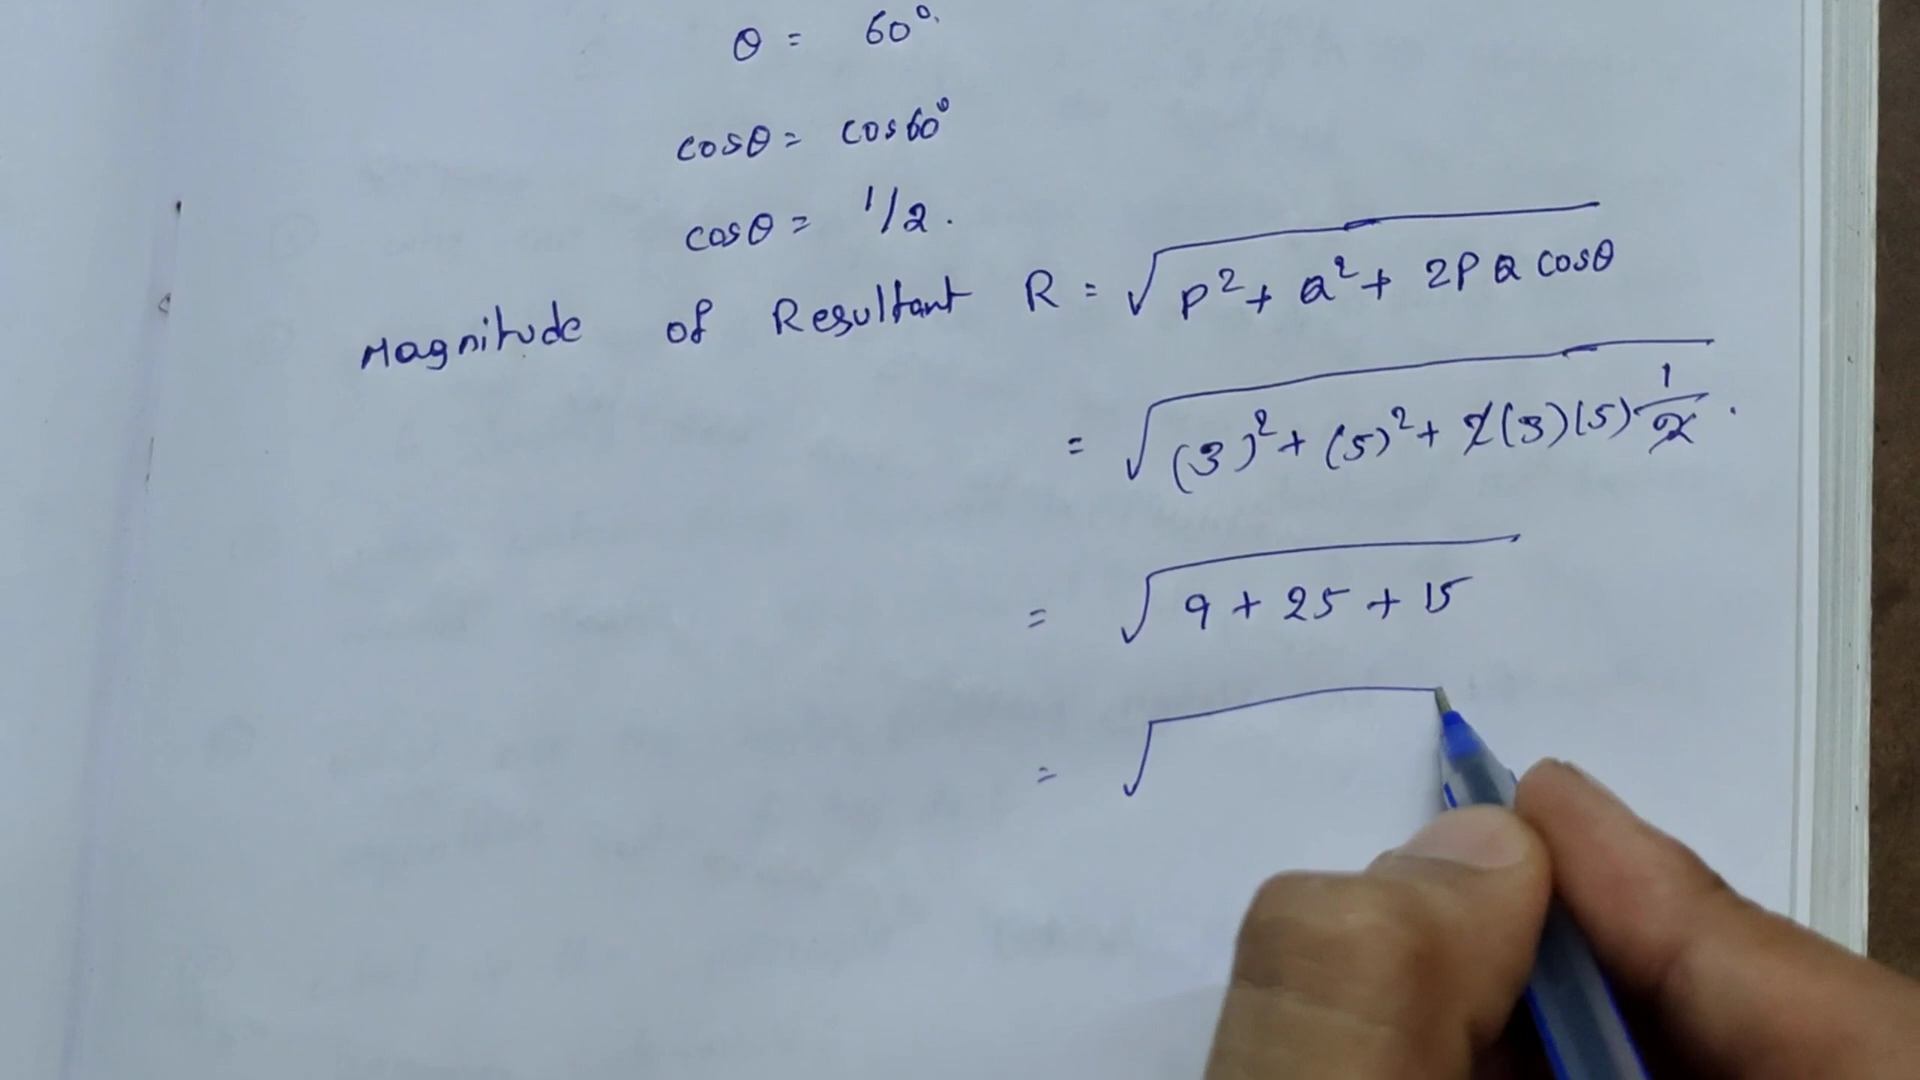 θ = 60°.
cosθ = cos60°
cosθ = 1/2.
Magnitude of Resultant R = √P² + Q² + 2PQ cosθ
= √(3)² + (5)² + 2(3)(5) 1/2.
= √9 + 25 + 15
= √